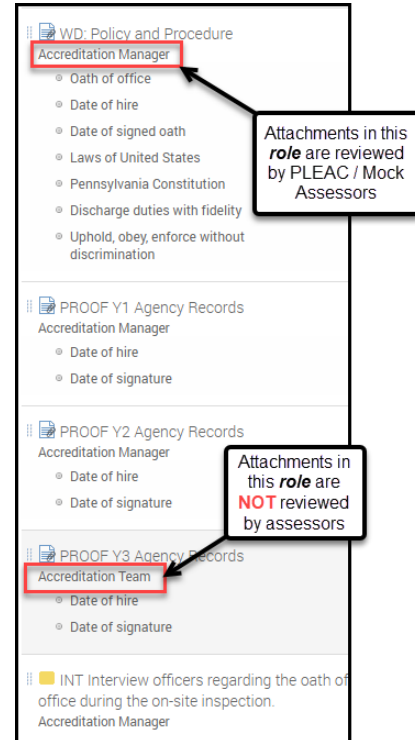 WD: Policy and Procedure
Accreditation Manager
Oath of office
Date of hire
Date of signed oath
Laws of United States
Pennsylvania Constitution
Discharge duties with fidelity
Uphold, obey, enforce without
discrimination
Attachments in this
role are reviewed
by PLEAC / Mock
Assessors
PROOF Y1 Agency Records
Accreditation Manager
Date of hire
Date of signature
PROOF Y2 Agency Records
Accreditation Manager
Date of hire
Date of signature
Attachments in
this role are
NOT reviewed
by assessors
PROOF Y3 Agency Records
Accreditation Team
Date of hire
Date of signature
INT Interview officers regarding the oath of
office during the on-site inspection.
Accreditation Manager